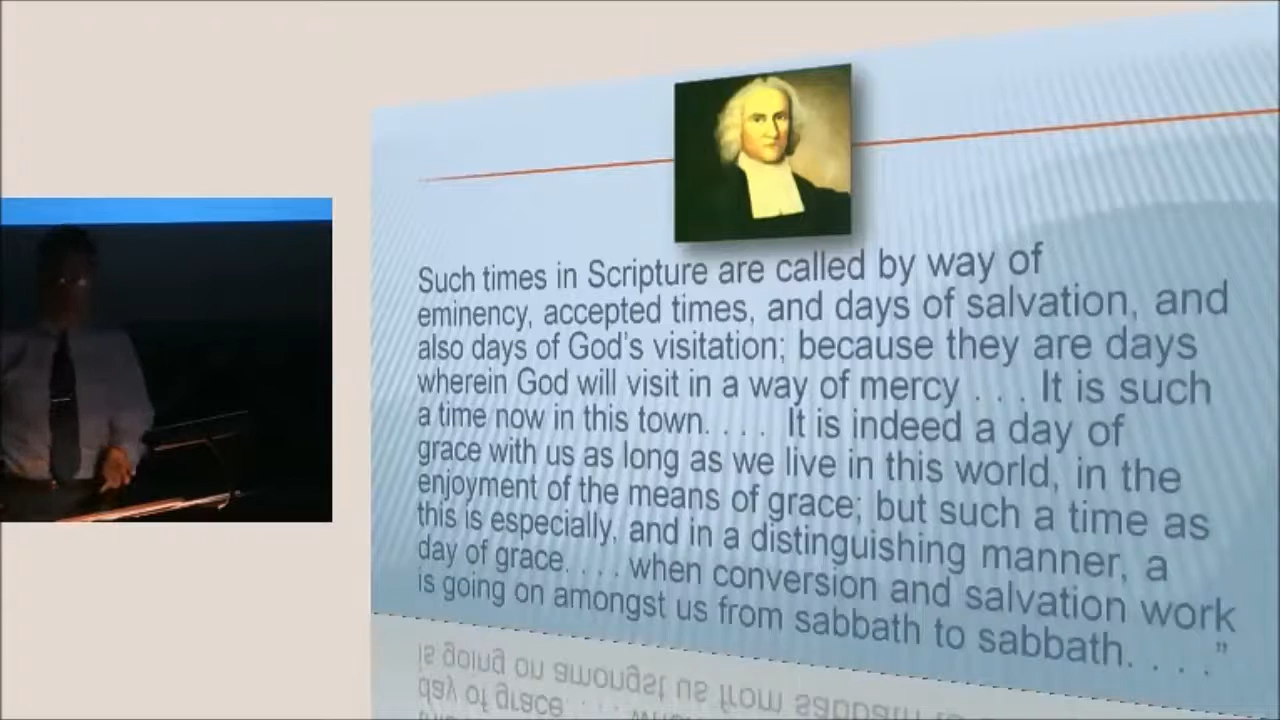 Such times in Scripture are called by way of
eminency, accepted times, and days of salvation, and
also days of God's visitation; because they are days
wherein God will visit in a way of mercy . . . It is such
a time now in this town. . . . It is indeed a day of
grace with us as long as we live in this world, in the
enjoyment of the means of grace; but such a time as
this is especially, and in a distinguishing manner, a
day of grace. . . . when conversion and salvation work
is going on amongst us from sabbath to sabbath. . . ."